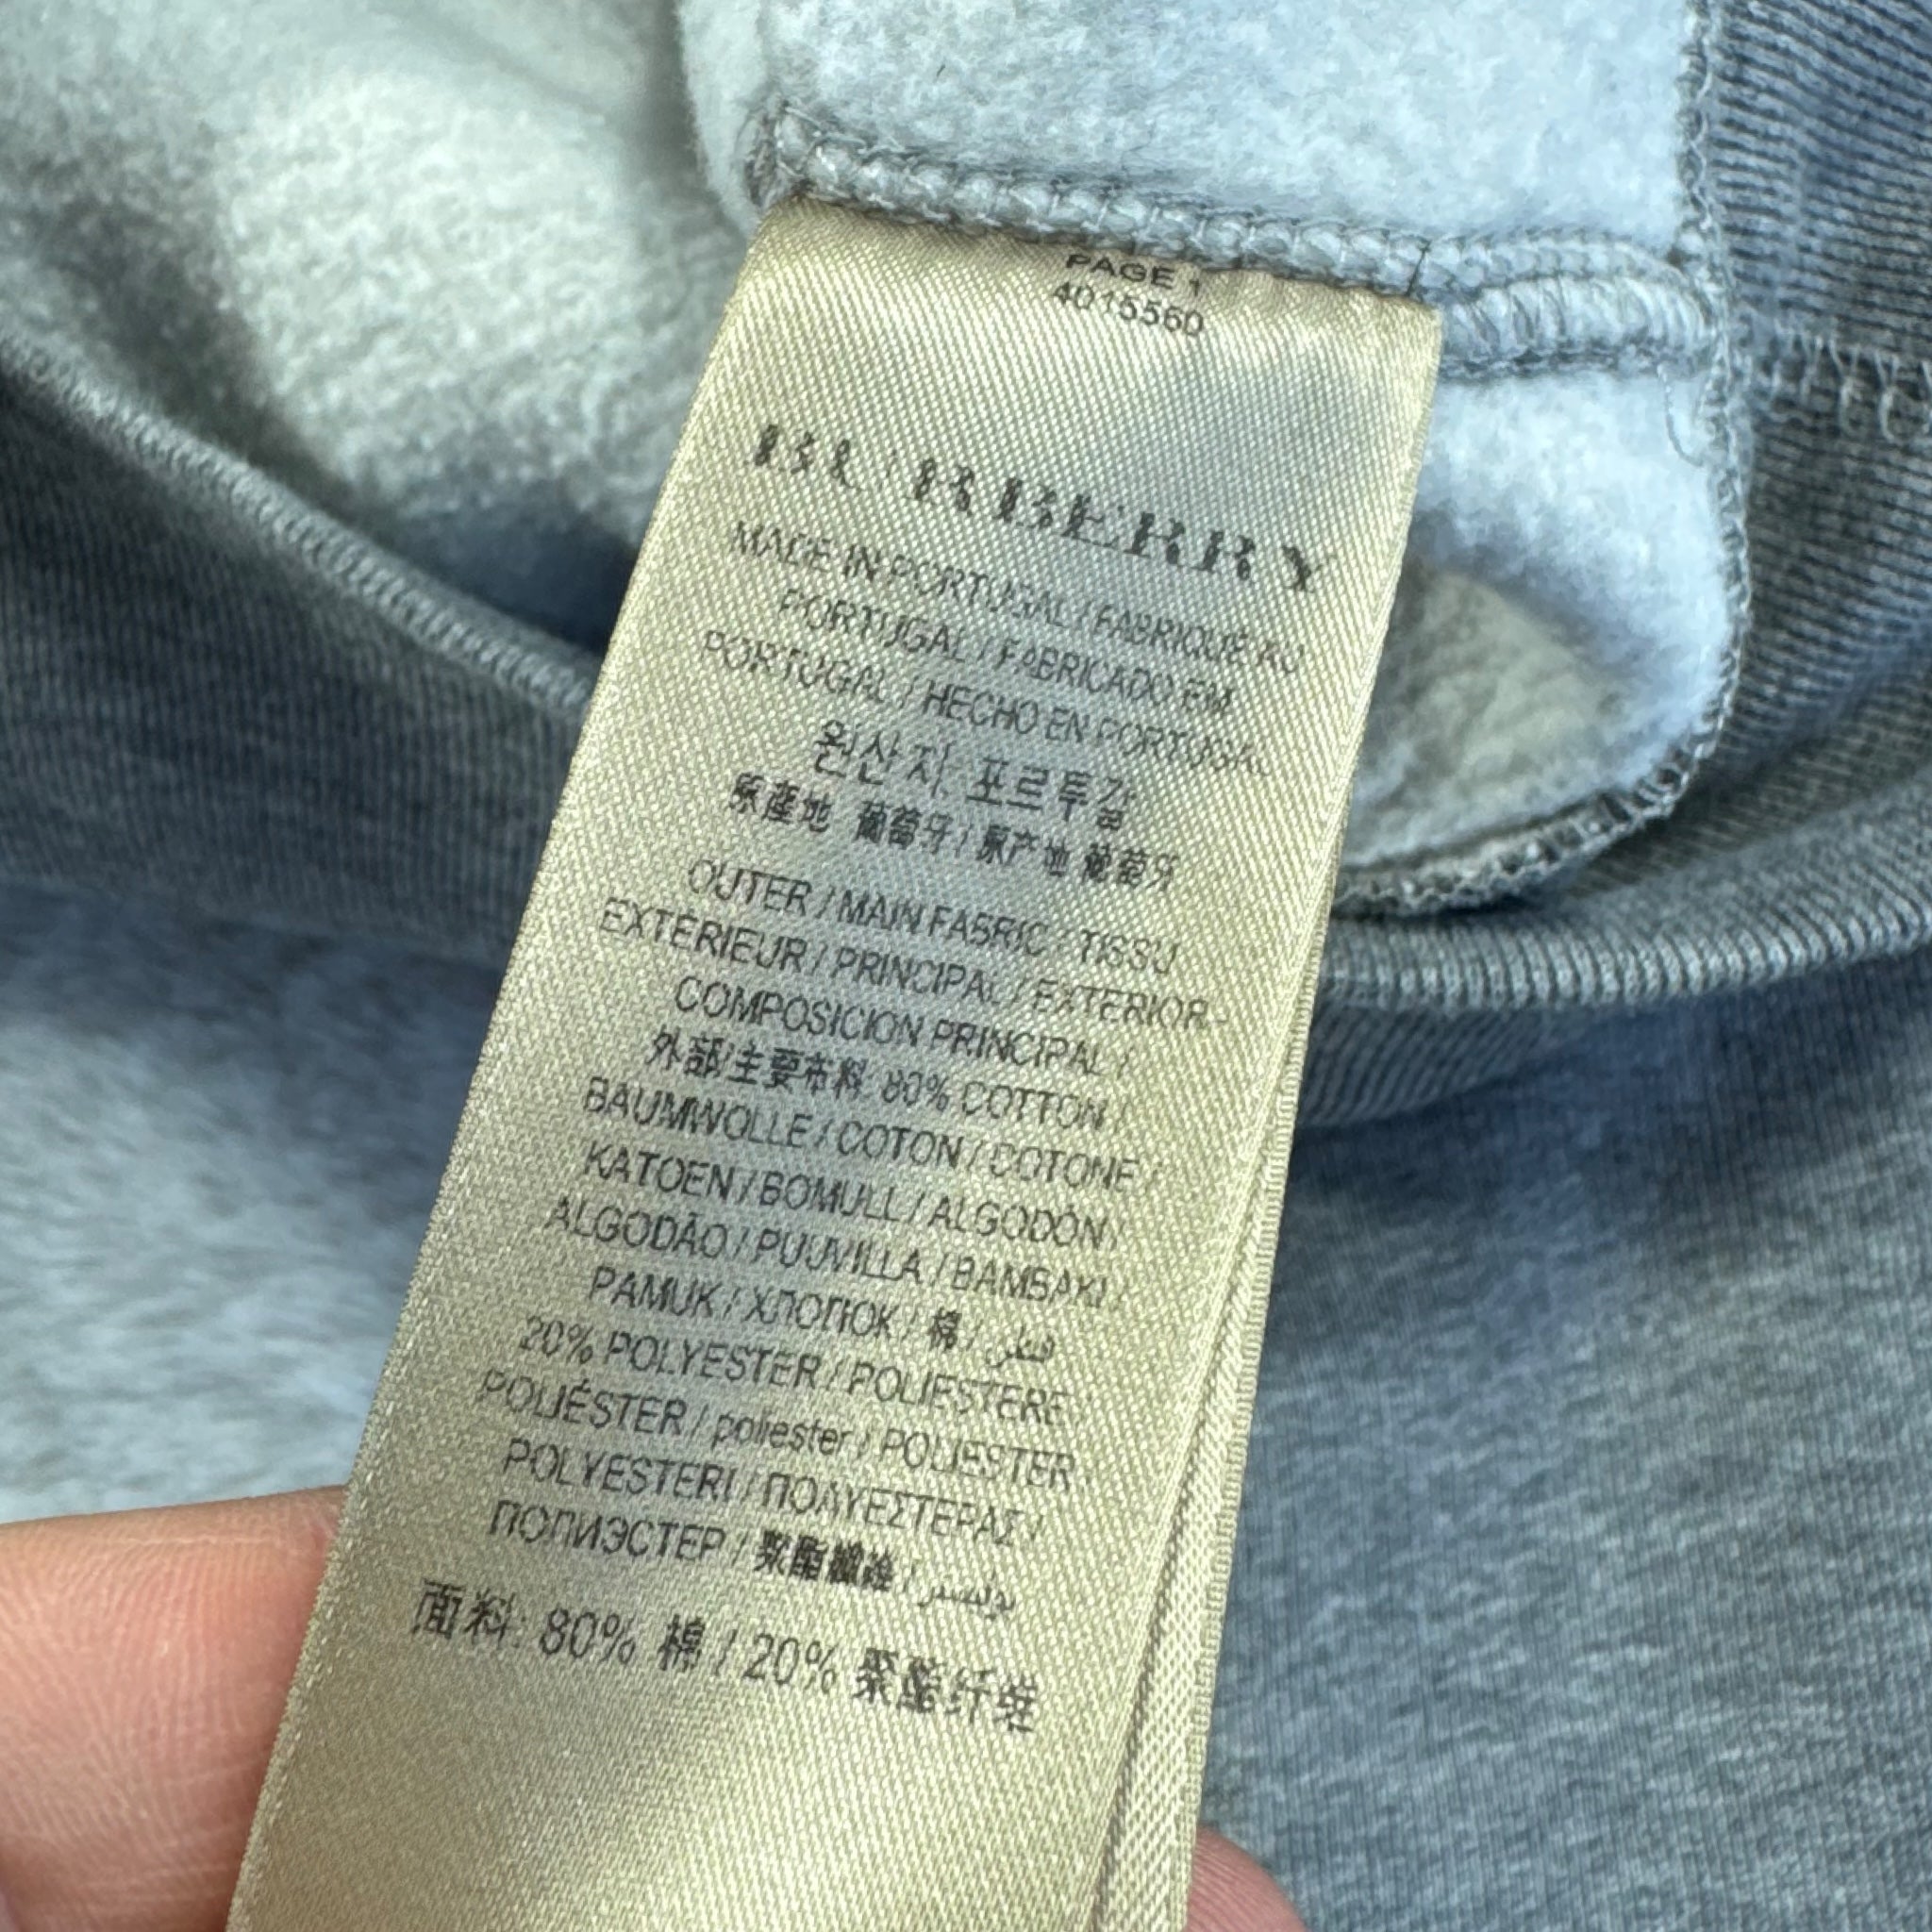 PAGE 1
4015560
BURBERRY
MADE IN PORTUGAL / FABRIQUÉ AU
PORTUGAL / FABRICADO EM
PORTUGAL / HECHO EN PORTUGAL
원산지: 포르투갈
原產地 葡萄牙 / 原产地 葡萄牙
OUTER / MAIN FABRIC / TISSU
EXTERIEUR / PRINCIPAL / EXTERIOR -
COMPOSICION PRINCIPAL /
外部/主要布料: 80% COTTON /
BAUMWOLLE / COTON / COTONE /
KATOEN / BOMULL / ALGODÓN /
ALGODÃO / PUUVILLA / BAMBAKI /
PAMUK / ХЛОПОК / 棉 / قطن
20% POLYESTER / POLIESTERE
POLIÉSTER / poliester / POLIESTER
POLYESTERI / ΠΟΛΥΕΣΤΕΡΑΣ /
ПОЛИЭСТЕР / 聚酯纖維 / بوليستر
面料: 80% 棉 / 20% 聚酯纤维